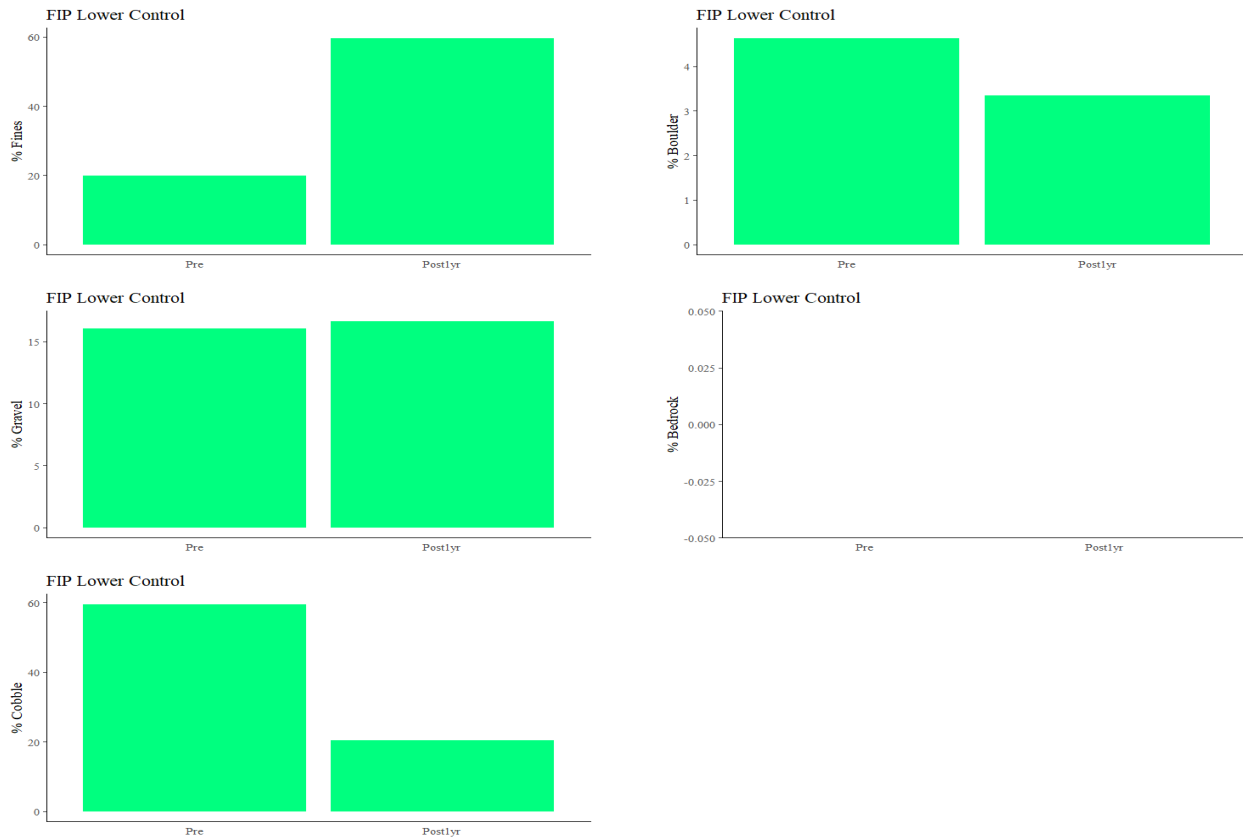 FIP Lower Control
% Fines
60
40
20
0
Pre
Post1yr
FIP Lower Control
% Boulder
4
3
2
1
0
Pre
Post1yr
FIP Lower Control
% Gravel
15
10
5
0
Pre
Post1yr
FIP Lower Control
% Bedrock
0.050
0.025
0.000
-0.025
-0.050
Pre
Post1yr
FIP Lower Control
% Cobble
60
40
20
0
Pre
Post1yr